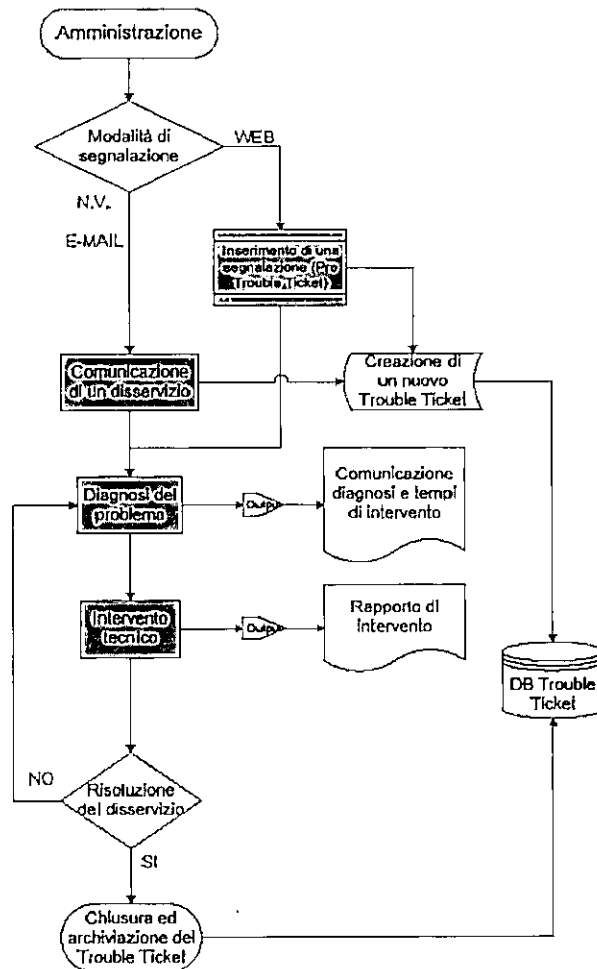 Amministrazione
Modalità di
segnalazione
WEB
N.V.
E-MAIL
Inserimento di una
segnalazione (Pre
Trouble Ticket)
Comunicazione
di un disservizio
Creazione di
un nuovo
Trouble Ticket
Diagnosi del
problema
Output
Comunicazione
diagnosi e tempi
di intervento
Intervento
tecnico
Output
Rapporto di
intervento
DB Trouble
Ticket
NO
Risoluzione
del disservizio
SI
Chiusura ed
archiviazione del
Trouble Ticket